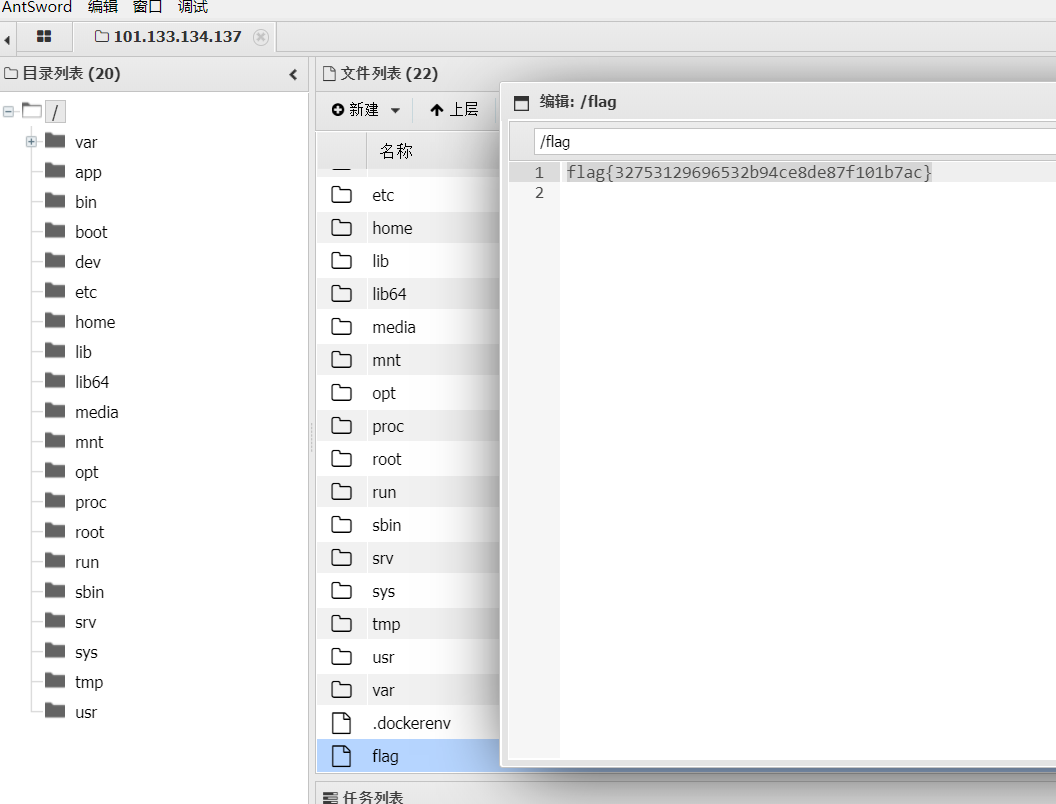 AntSword 编辑 窗口 调试
101.133.134.137
目录列表 (20)
/
var
app
bin
boot
dev
etc
home
lib
lib64
media
mnt
opt
proc
root
run
sbin
srv
sys
tmp
usr
文件列表 (22)
新建 上层
名称
etc
home
lib
lib64
media
mnt
opt
proc
root
run
sbin
srv
sys
tmp
usr
var
.dockerenv
flag
任务列表
编辑: /flag
/flag
1 flag{32753129696532b94ce8de87f101b7ac}
2